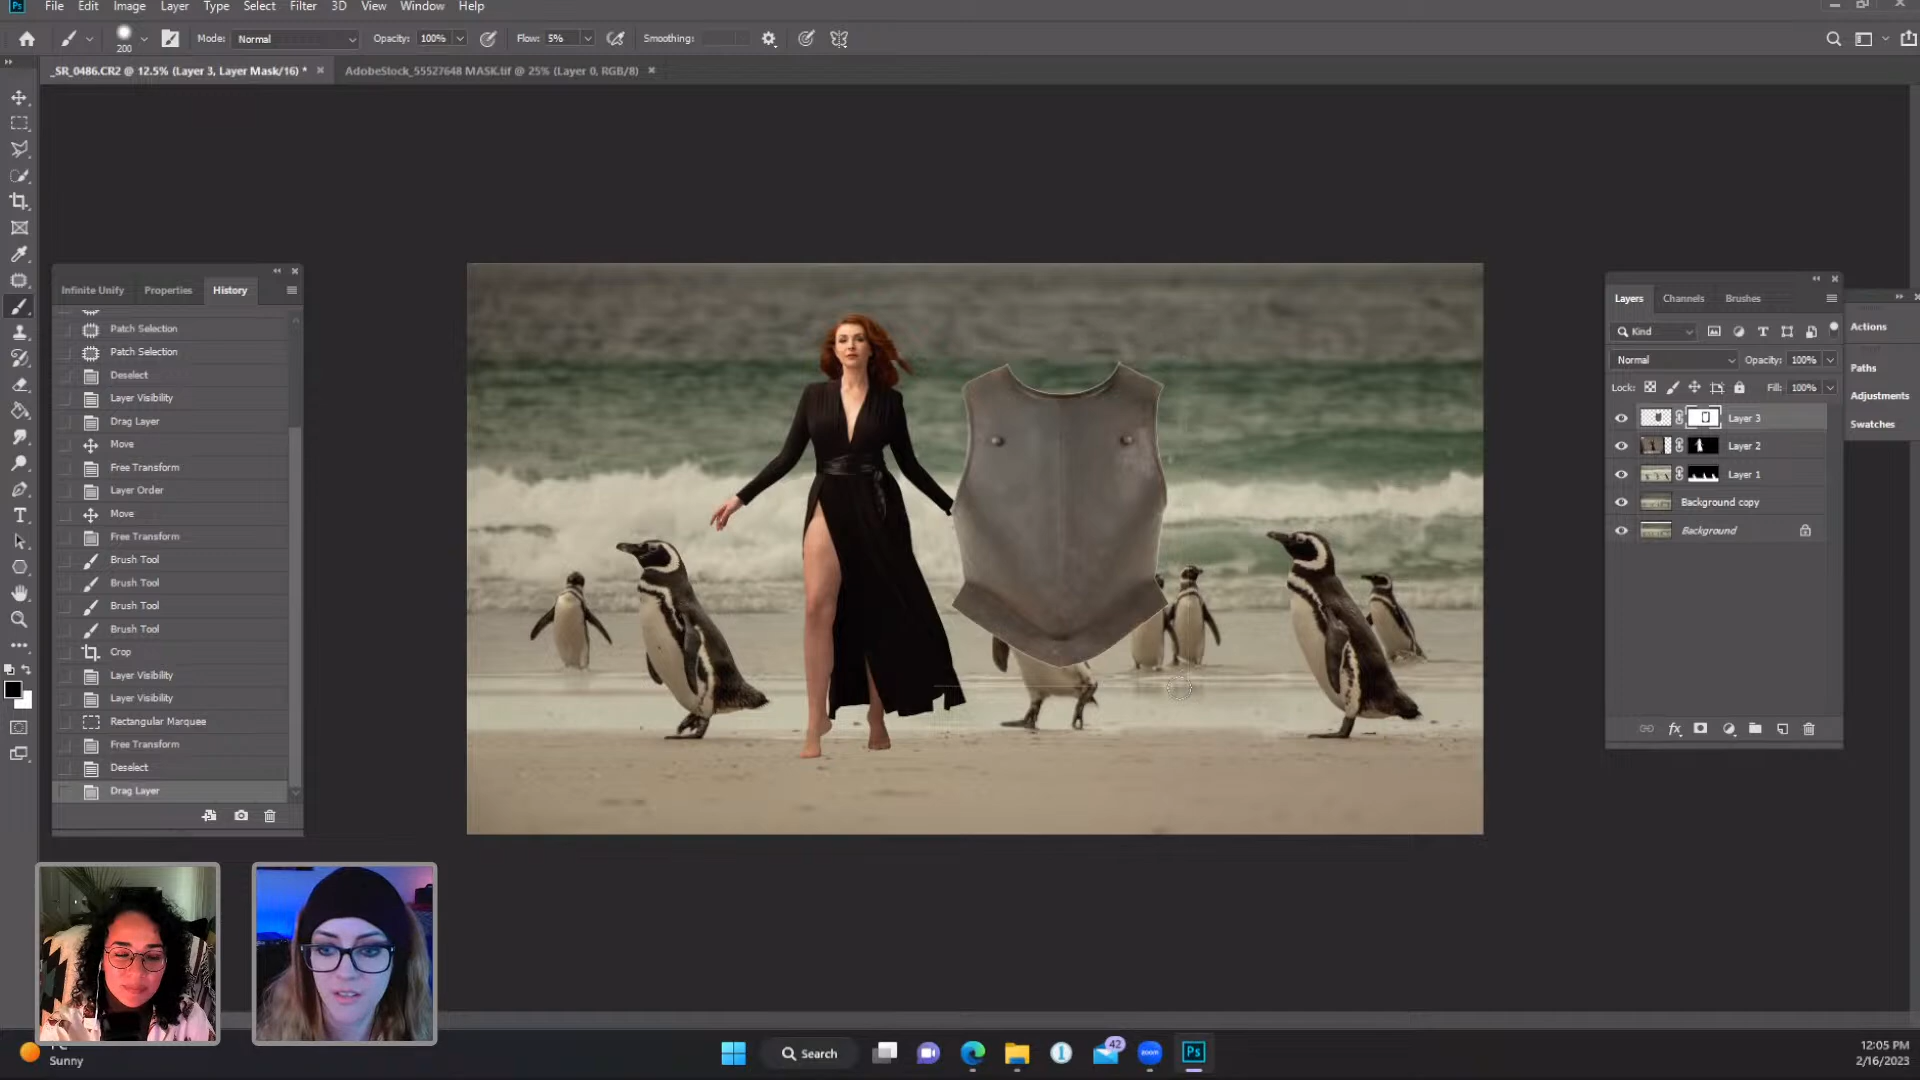 Ps File Edit Image Layer Type Select Filter 3D View Window Help
200 Mode: Normal Opacity: 100% Flow: 5% Smoothing:
_SR_0486.CR2 @ 12.5% (Layer 3, Layer Mask/16) * × AdobeStock_55527648 MASK.tif @ 25% (Layer 0, RGB/8) ×
Infinite Unify Properties History
Patch Selection
Patch Selection
Deselect
Layer Visibility
Drag Layer
Move
Free Transform
Layer Order
Move
Free Transform
Brush Tool
Brush Tool
Brush Tool
Brush Tool
Crop
Layer Visibility
Layer Visibility
Rectangular Marquee
Free Transform
Deselect
Drag Layer
Layers Channels Brushes
Kind
Normal Opacity: 100%
Lock: Fill: 100%
Layer 3
Layer 2
Layer 1
Background copy
Background
fx
Actions
Paths
Adjustments
Swatches
Sunny
Search
42
zoom
Ps
12:05 PM
2/16/2023